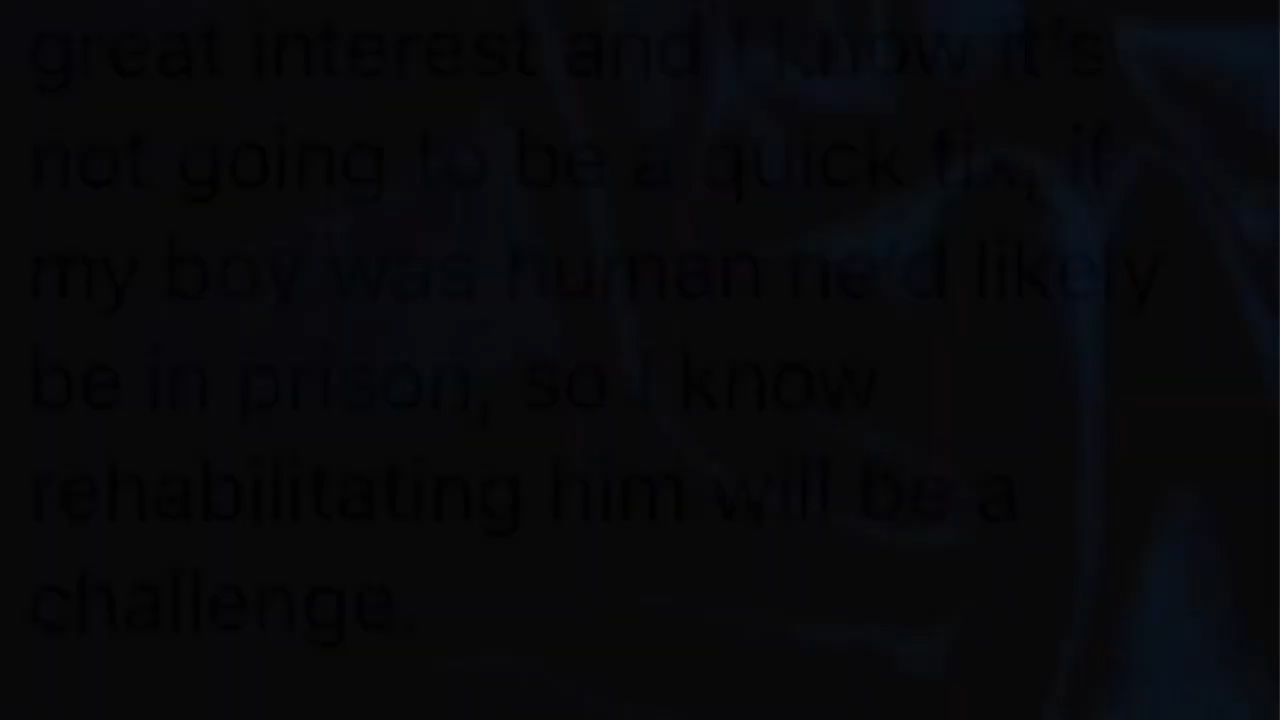 great interest and I know it's
not going to be a quick fix, if
my boy was human he'd likely
be in prison, so I know
rehabilitating him will be a
challenge.